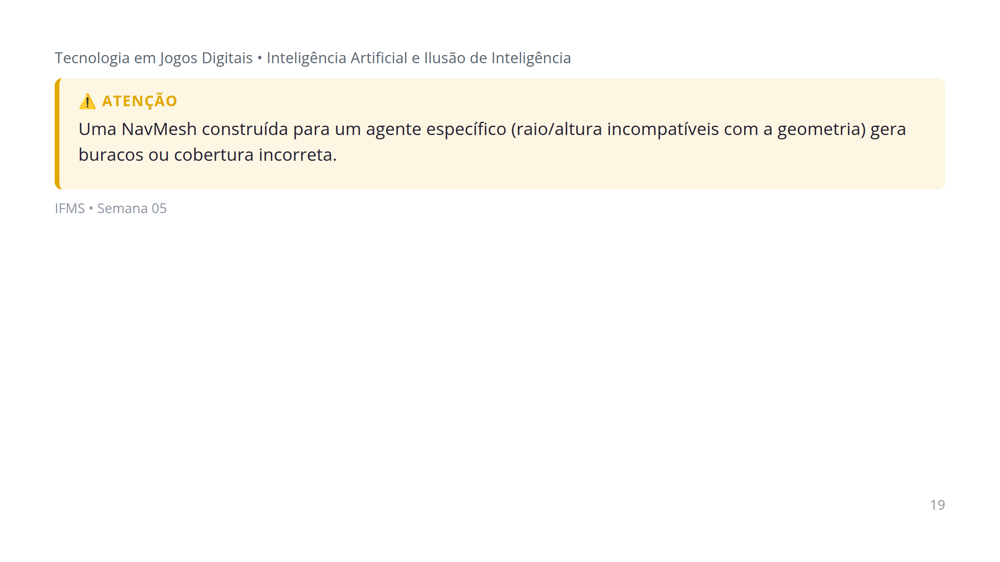 Tecnologia em Jogos Digitais • Inteligência Artificial e Ilusão de Inteligência
⚠️ ATENÇÃO
Uma NavMesh construída para um agente específico (raio/altura incompatíveis com a geometria) gera
buracos ou cobertura incorreta.
IFMS • Semana 05
19